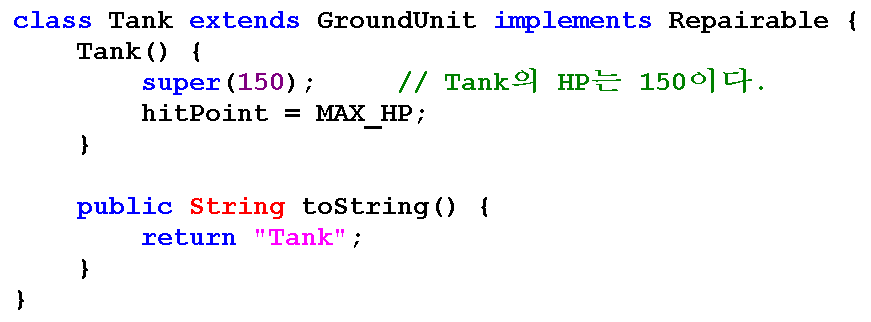 class Tank extends GroundUnit implements Repairable {
    Tank() {
        super(150);     // Tank의 HP는 150이다.
        hitPoint = MAX_HP;
    }

    public String toString() {
        return "Tank";
    }
}